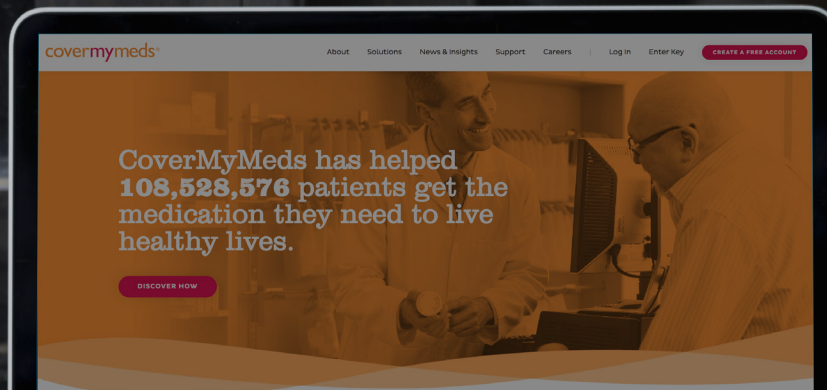 covermymeds®
About Solutions News & Insights Support Careers | Log In Enter Key CREATE A FREE ACCOUNT
CoverMyMeds has helped
108,528,576 patients get the
medication they need to live
healthy lives.
DISCOVER HOW